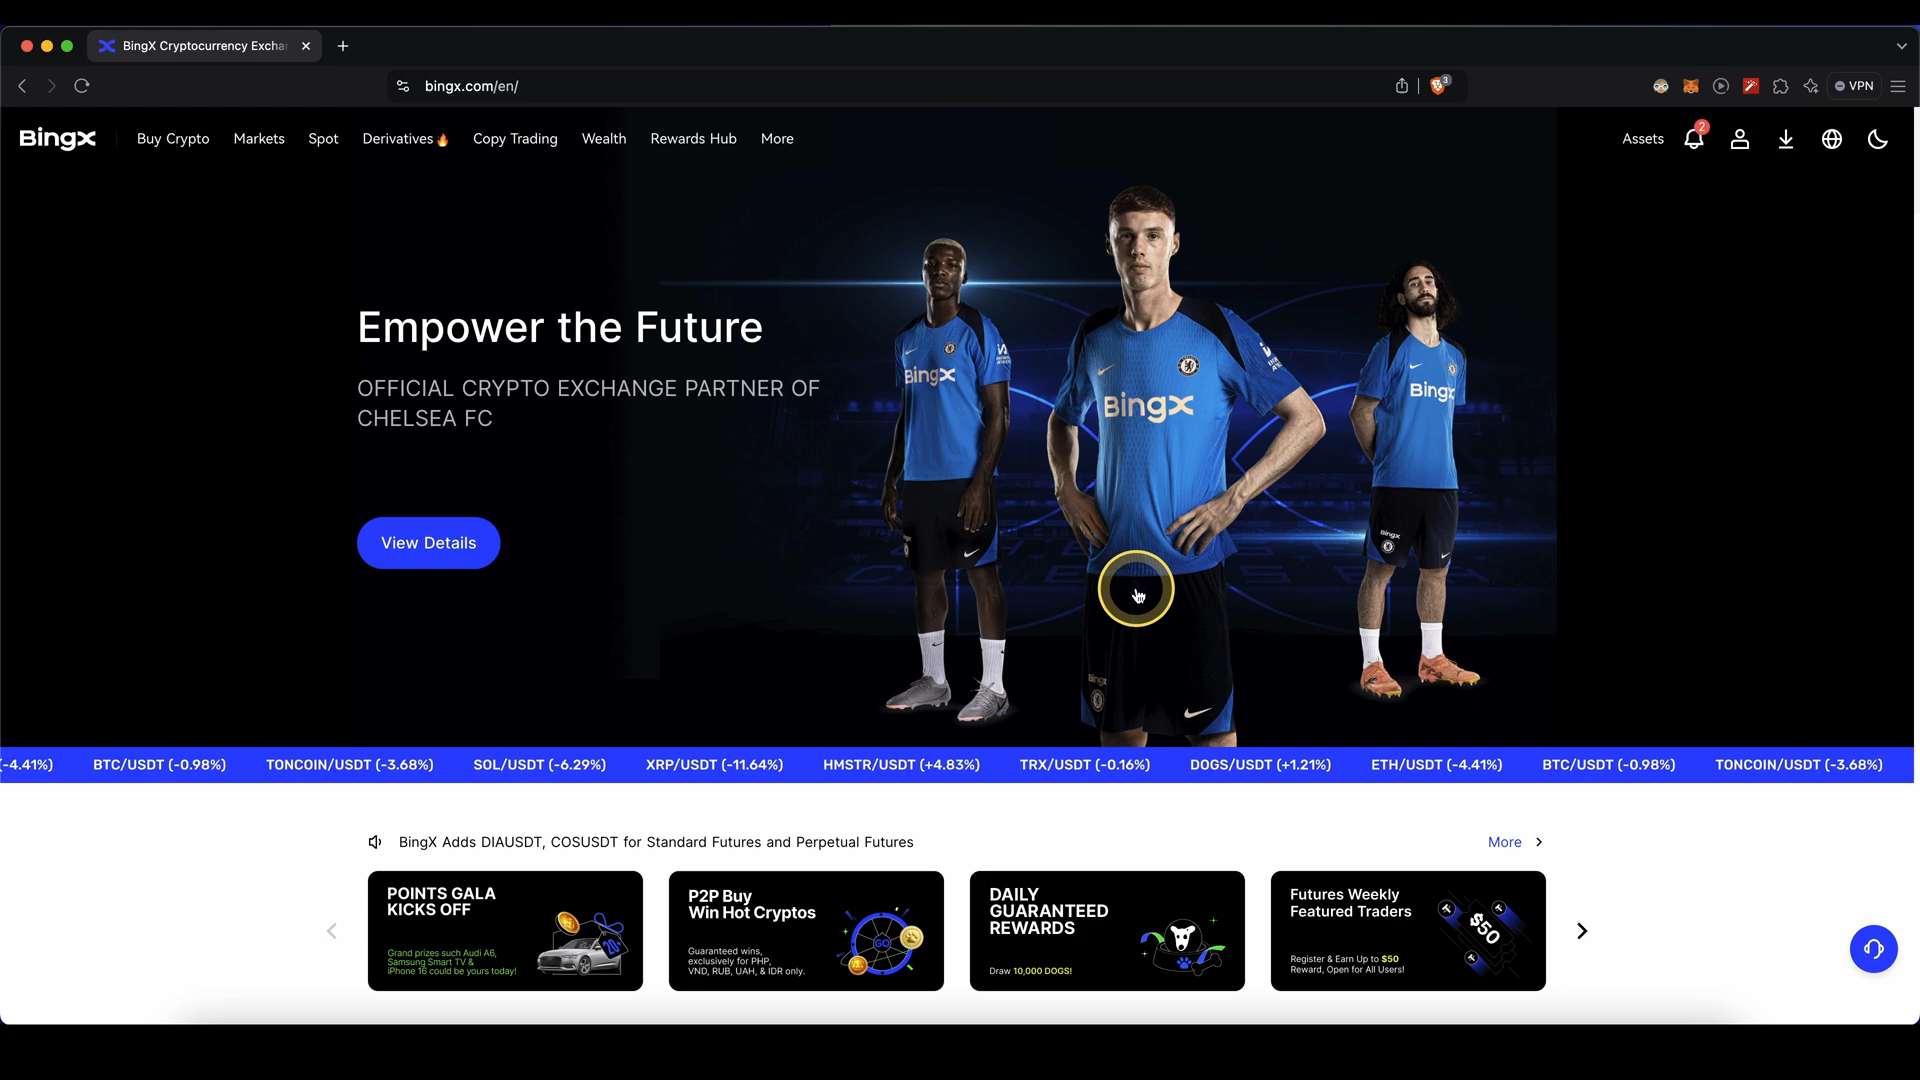 BingX Cryptocurrency Excha
bingx.com/en/
3
VPN
BingX
Buy Crypto
Markets
Spot
Derivatives
Copy Trading
Wealth
Rewards Hub
More
Assets
2
Empower the Future
OFFICIAL CRYPTO EXCHANGE PARTNER OF
CHELSEA FC
View Details
BingX
BingX
BingX
BingX
BingX
-4.41%)
BTC/USDT (-0.98%)
TONCOIN/USDT (-3.68%)
SOL/USDT (-6.29%)
XRP/USDT (-11.64%)
HMSTR/USDT (+4.83%)
TRX/USDT (-0.16%)
DOGS/USDT (+1.21%)
ETH/USDT (-4.41%)
BTC/USDT (-0.98%)
TONCOIN/USDT (-3.68%)
BingX Adds DIAUSDT, COSUSDT for Standard Futures and Perpetual Futures
More
POINTS GALA
KICKS OFF
Grand prizes such Audi A6,
Samsung Smart TV &
iPhone 16 could be yours today!
20+
P2P Buy
Win Hot Cryptos
Guaranteed wins,
exclusively for PHP,
VND, RUB, UAH, & IDR only.
GO
DAILY
GUARANTEED
REWARDS
Draw 10,000 DOGS!
Futures Weekly
Featured Traders
Register & Earn Up to $50
Reward, Open for All Users!
$50